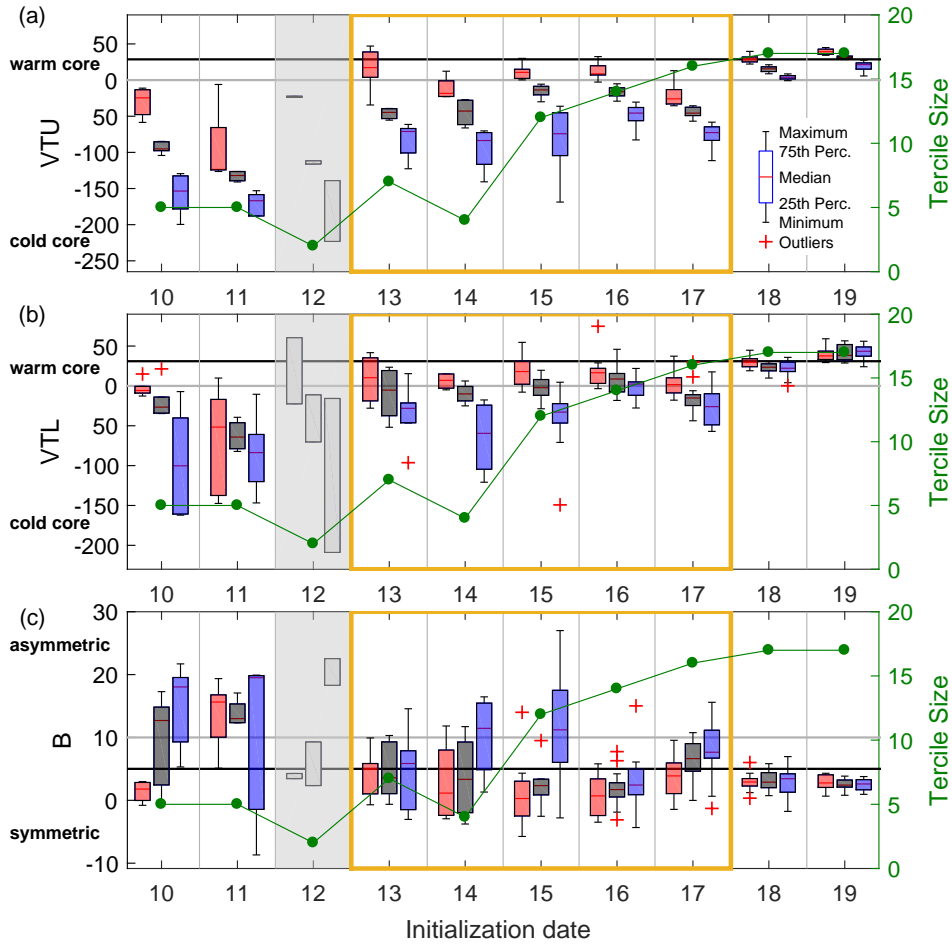 (a)
50
warm core
0
-50
-100
-150
-200
cold core
-250
VTU
20
15
10
5
0
Tercile Size
Maximum
75th Perc.
Median
25th Perc.
Minimum
Outliers
10 11 12 13 14 15 16 17 18 19
(b)
50
warm core
0
-50
-100
-150
cold core
-200
VTL
20
15
10
5
0
Tercile Size
10 11 12 13 14 15 16 17 18 19
(c)
30
asymmetric
20
10
0
symmetric
-10
B
20
15
10
5
0
Tercile Size
10 11 12 13 14 15 16 17 18 19
Initialization date